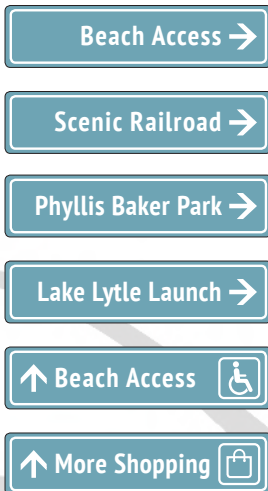 Beach Access →
Scenic Railroad →
Phyllis Baker Park →
Lake Lytle Launch →
↑ Beach Access
↑ More Shopping